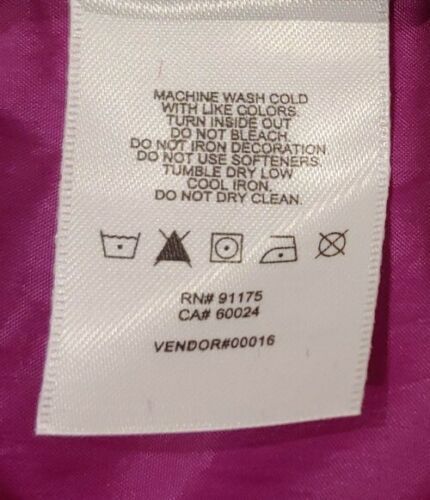 MACHINE WASH COLD
WITH LIKE COLORS.
TURN INSIDE OUT
DO NOT BLEACH.
DO NOT IRON DECORATION
DO NOT USE SOFTENERS.
TUMBLE DRY LOW
COOL IRON.
DO NOT DRY CLEAN.
RN# 91175
CA# 60024
VENDOR#00016